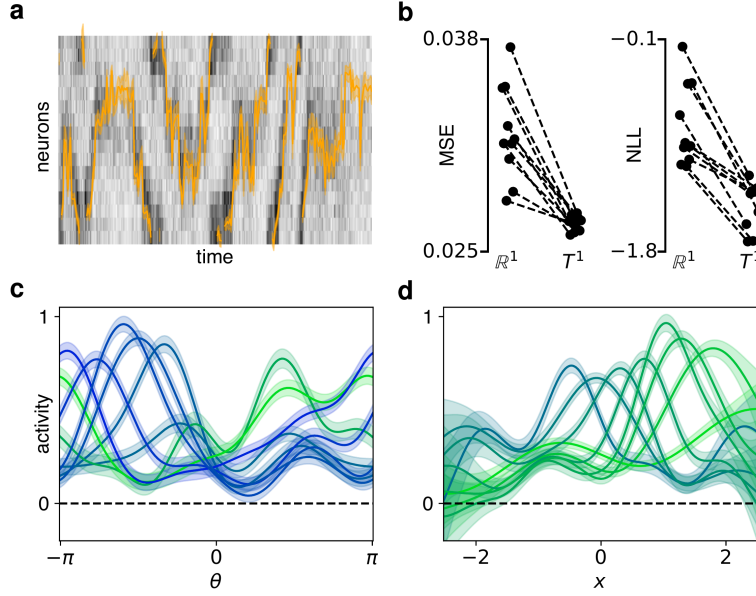 a
neurons
time
b
0.038
MSE
0.025
ℝ¹
T¹
−0.1
NLL
−1.8
ℝ¹
T¹
c
1
activity
0
−π
0
π
θ
d
1
0
−2
0
2
x